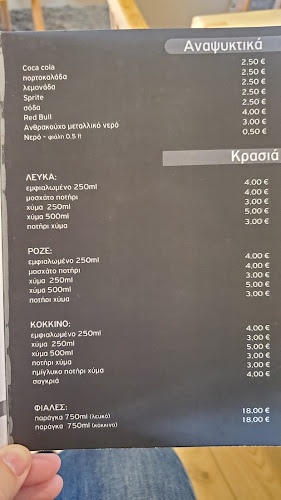 Αναψυκτικά
Coca cola 2,50 €
πορτοκαλάδα 2,50 €
λεμονάδα 2,50 €
Sprite 2,50 €
σόδα 2,50 €
Red Bull 4,00 €
Ανθρακούχο μεταλλικό νερό 3,00 €
Νερό - φιάλη 0,5 lt 0,50 €
Κρασιά
ΛΕΥΚΑ:
εμφιαλωμένο 250ml 4,00 €
μοσχάτο ποτήρι 4,00 €
χύμα 250ml 3,00 €
χύμα 500ml 5,00 €
ποτήρι χύμα 3,00 €
ΡΟΖΕ:
εμφιαλωμένο 250ml 4,00 €
μοσχάτο ποτήρι 4,00 €
χύμα 250ml 3,00 €
χύμα 500ml 5,00 €
ποτήρι χύμα 3,00 €
ΚΟΚΚΙΝΟ:
εμφιαλωμένο 250ml 4,00 €
χύμα 250ml 3,00 €
χύμα 500ml 5,00 €
ποτήρι χύμα 3,00 €
ημίγλυκο ποτήρι χύμα 3,00 €
σαγκριά 4,00 €
ΦΙΑΛΕΣ:
παράγκα 750ml (λευκό) 18,00 €
παράγκα 750ml (κόκκινο) 18,00 €